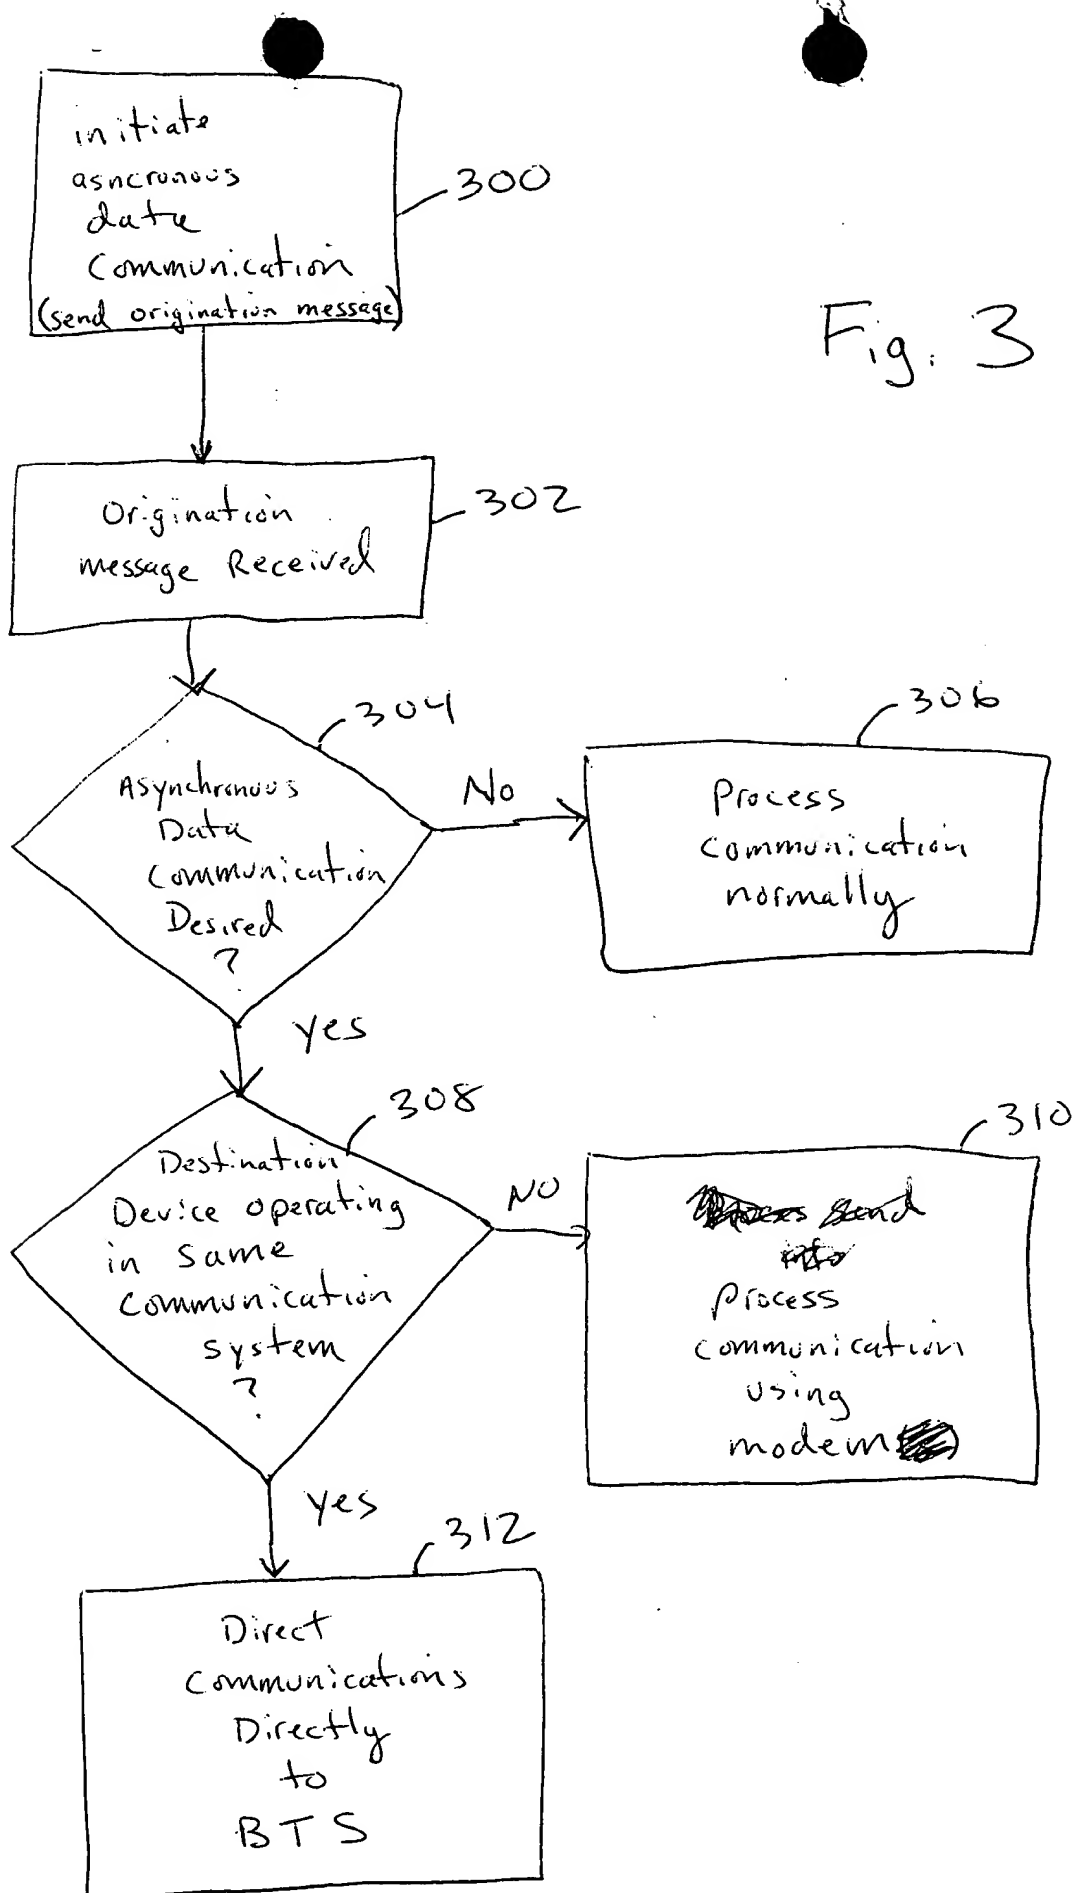 initiate
asncronous
data
communication
(send origination message)
300
Fig. 3
Origination
message Received
302
304
Asynchronous
Data
communication
Desired
?
No
306
Process
communication
normally
yes
308
Destination
Device operating
in same
communication
system
?
NO
310
send
Process
communication
using
modem
yes
312
Direct
communications
Directly
to
BTS